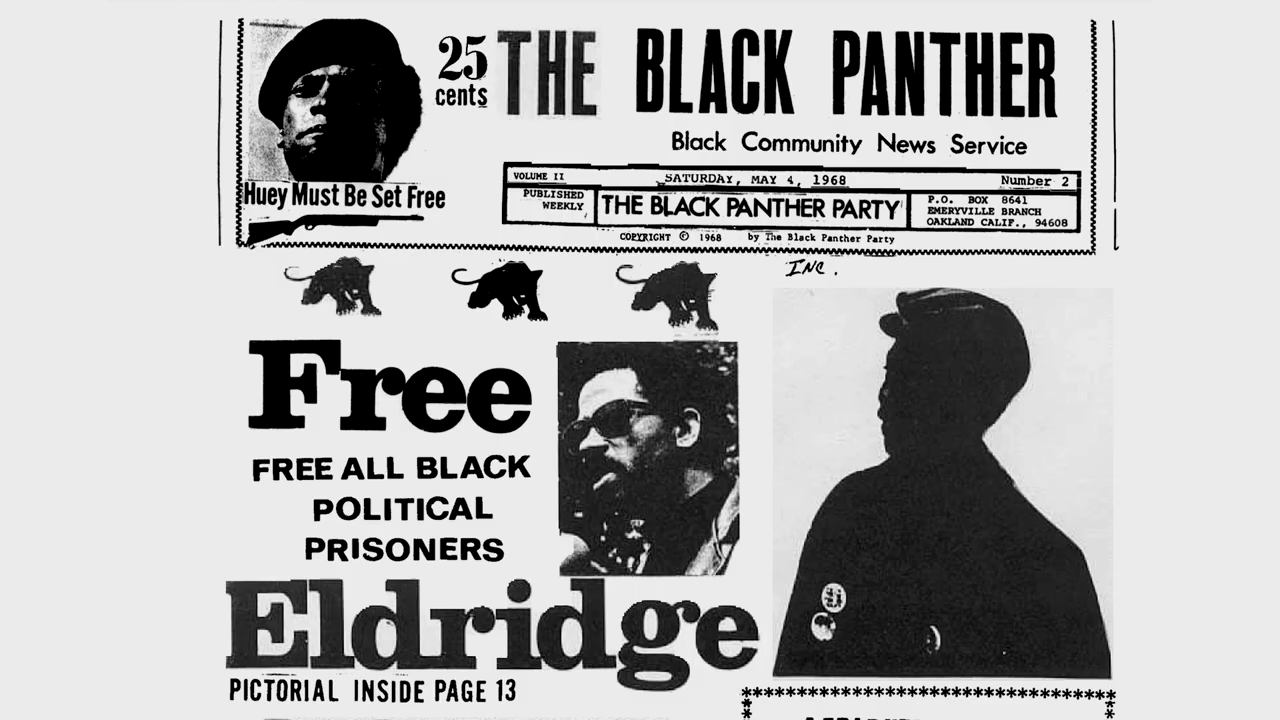 25
cents
THE BLACK PANTHER
Black Community News Service
Huey Must Be Set Free
VOLUME II
SATURDAY, MAY 4, 1968
Number 2
PUBLISHED
WEEKLY
THE BLACK PANTHER PARTY
P.O. BOX 8641
EMERYVILLE BRANCH
OAKLAND CALIF., 94608
COPYRIGHT © 1968 by The Black Panther Party
INC.
Free
FREE ALL BLACK
POLITICAL
PRISONERS
Eldridge
PICTORIAL INSIDE PAGE 13
****************************************